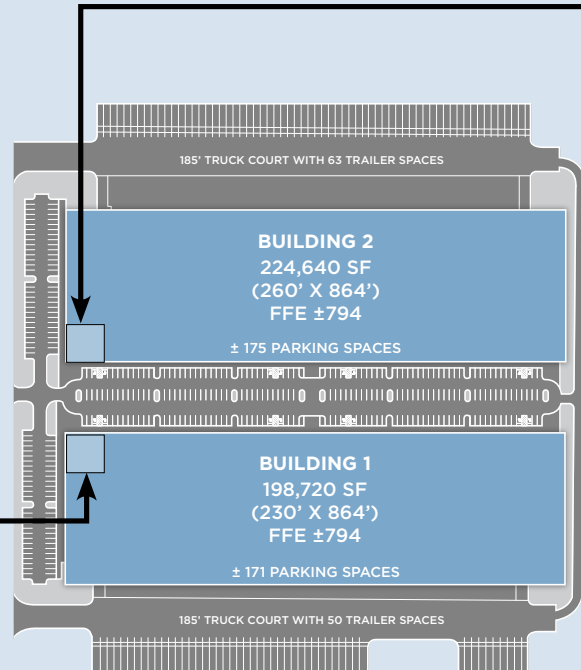 185' TRUCK COURT WITH 63 TRAILER SPACES
BUILDING 2
224,640 SF
(260’ X 864’)
FFE ±794
± 175 PARKING SPACES
BUILDING 1
198,720 SF
(230’ X 864’)
FFE ±794
± 171 PARKING SPACES
185' TRUCK COURT WITH 50 TRAILER SPACES